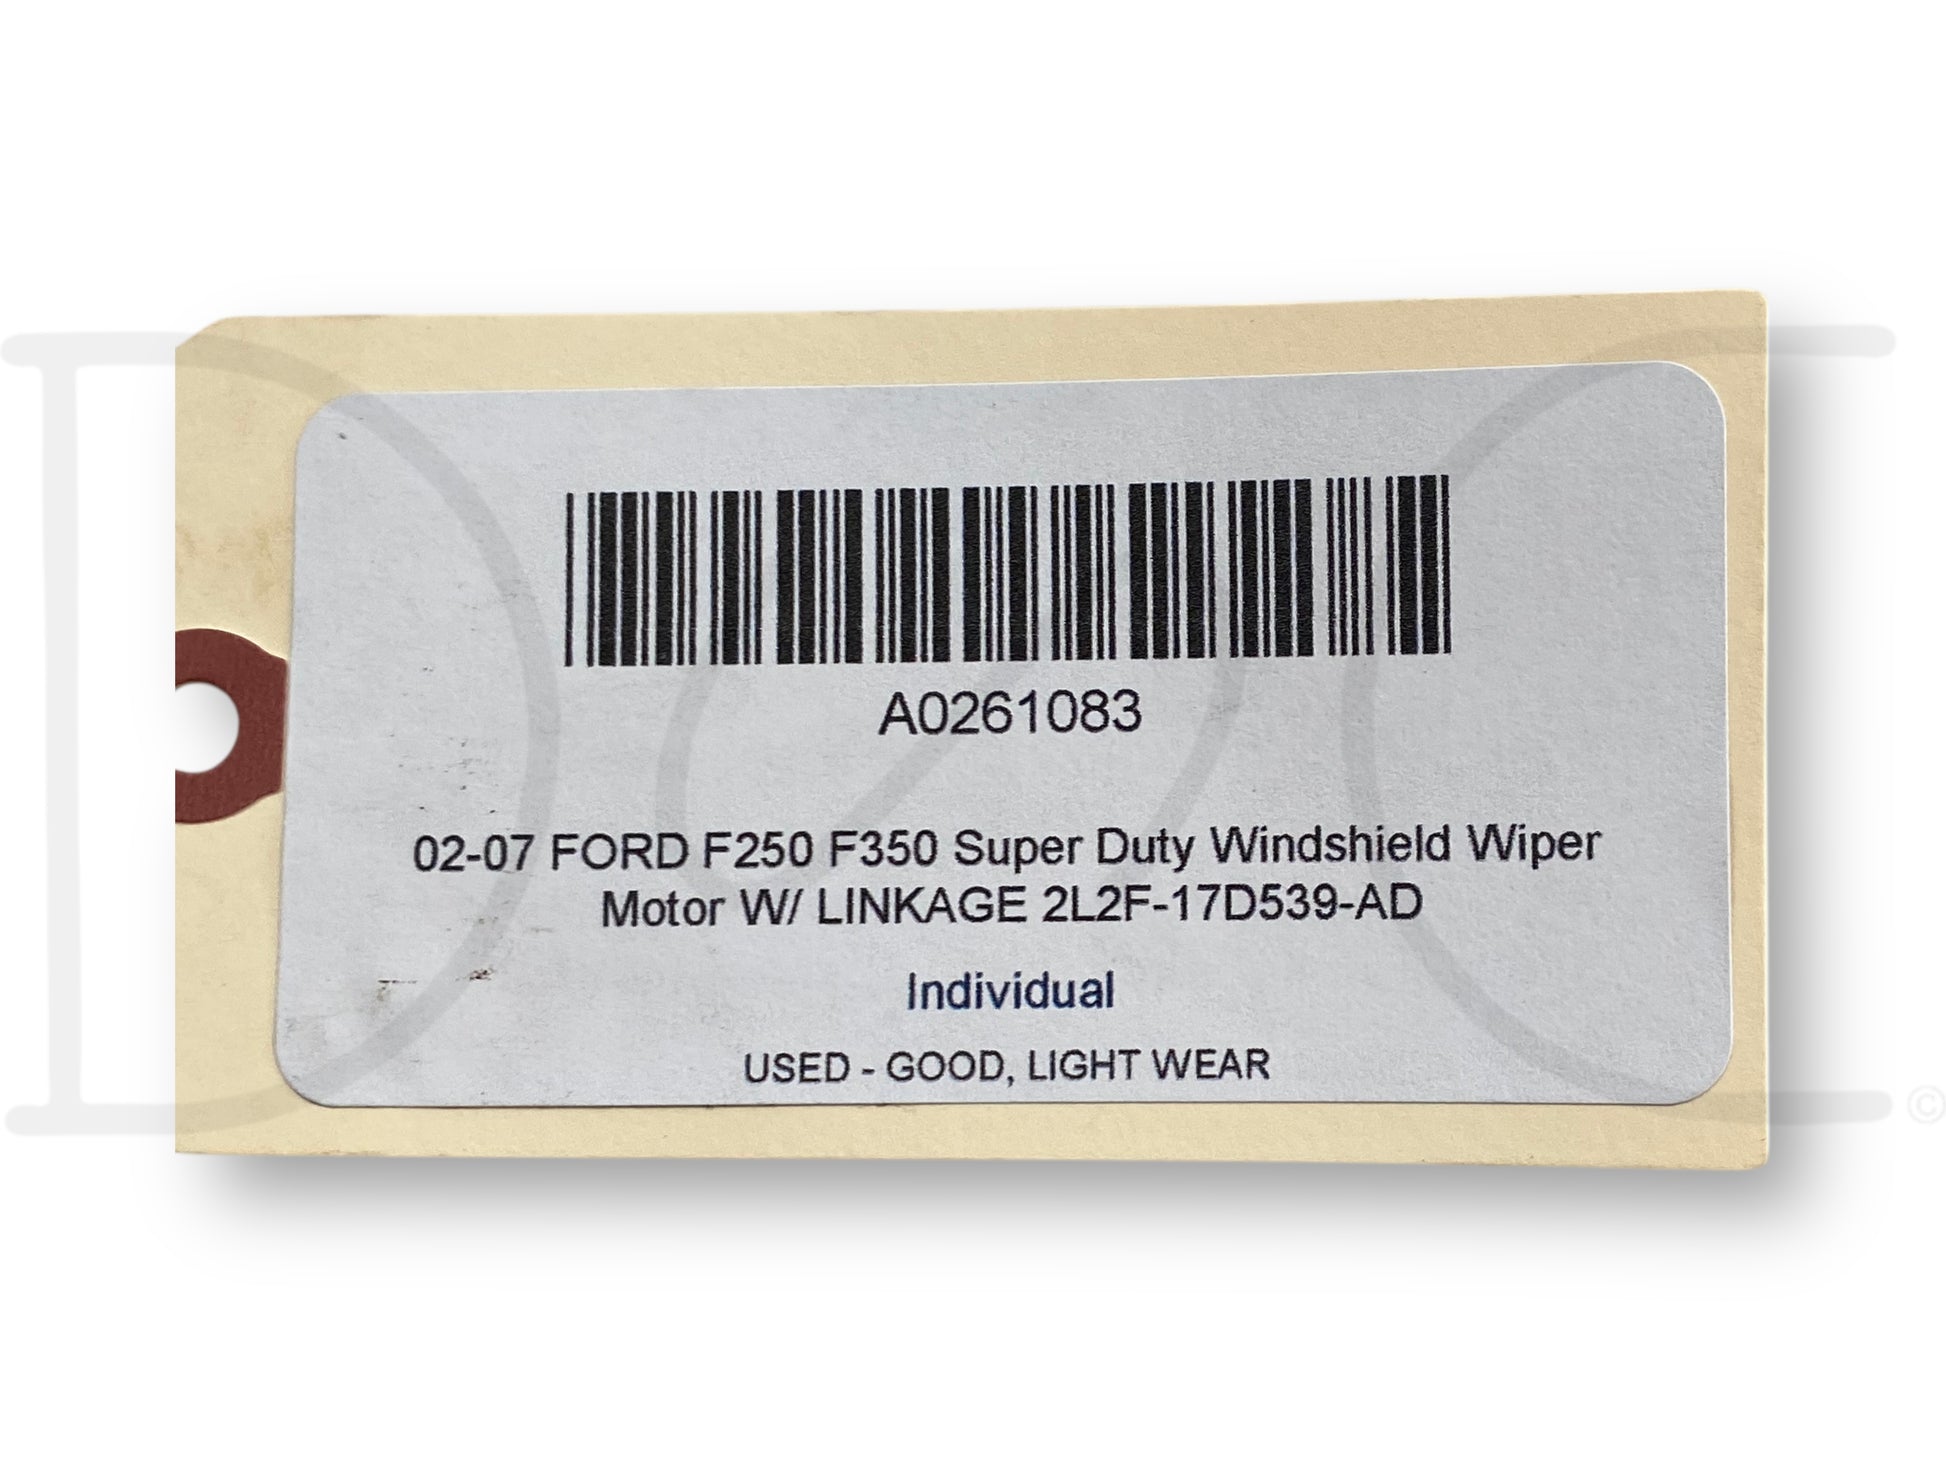 A0261083
02-07 FORD F250 F350 Super Duty Windshield Wiper
Motor W/ LINKAGE 2L2F-17D539-AD
Individual
USED - GOOD, LIGHT WEAR
©